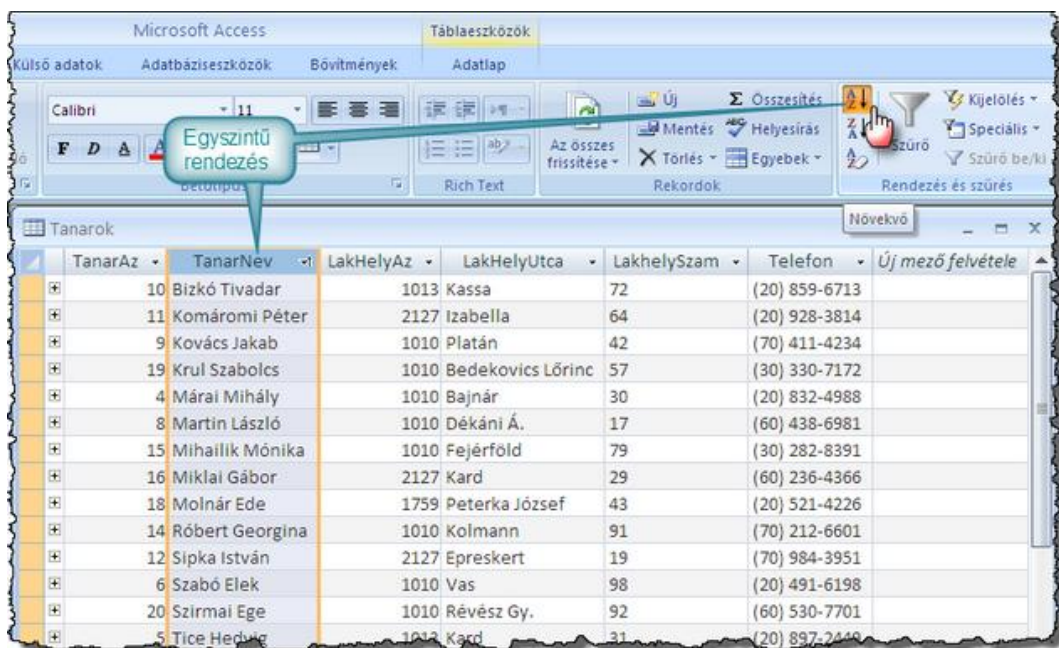 Microsoft Access Táblaeszközök
Külső adatok Adatbáziseszközök Bővítmények Adatlap
Calibri 11
F D A A
Egyszintű
rendezés
Rich Text
Az összes
frissítése
Új
Mentés
Törlés
Σ Összesítés
Helyesírás
Egyebek
Rekordok
Szűrő
Kijelölés
Speciális
Szűrő be/ki
Rendezés és szűrés
Növekvő
Tanarok
TanarAz TanarNev LakHelyAz LakHelyUtca LakhelySzam Telefon Új mező felvétele
10 Bizkó Tivadar 1013 Kassa 72 (20) 859-6713
11 Komáromi Péter 2127 Izabella 64 (20) 928-3814
9 Kovács Jakab 1010 Platán 42 (70) 411-4234
19 Krul Szabolcs 1010 Bedekovics Lőrinc 57 (30) 330-7172
4 Márai Mihály 1010 Bajnár 30 (20) 832-4988
8 Martin László 1010 Dékáni Á. 17 (60) 438-6981
15 Mihailik Mónika 1010 Fejérföld 79 (30) 282-8391
16 Miklai Gábor 2127 Kard 29 (60) 236-4366
18 Molnár Ede 1759 Peterka József 43 (20) 521-4226
14 Róbert Georgina 1010 Kolmann 91 (70) 212-6601
12 Sipka István 2127 Epreskert 19 (70) 984-3951
6 Szabó Elek 1010 Vas 98 (20) 491-6198
20 Szirmai Ege 1010 Révész Gy. 92 (60) 530-7701
5 Tice Hedvig 1013 Kard 31